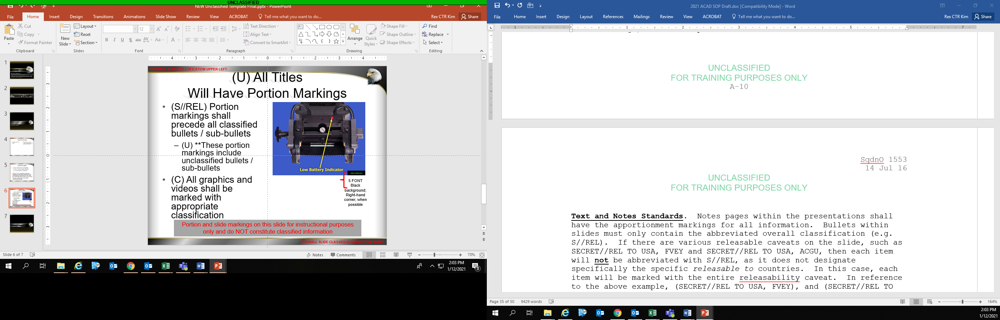 UNCLASSIFIED
NEW Unclassified Template Final.pptx - PowerPoint
File Home Insert Design Transitions Animations Slide Show Review View ACROBAT Tell me what you want to do... Rex CTR Kim Share
Paste
Cut
Copy
Format Painter
Clipboard
New Slide
Layout
Reset
Section
Slides
12
B I U S abc AV Aa A
Font
Text Direction
Align Text
Convert to SmartArt
Paragraph
Arrange
Quick Styles
Shape Fill
Shape Outline
Shape Effects
Drawing
Find
Replace
Select
Editing
1
2
3
4
5
6
7
OVERALL SLIDE CLASSIFICATION UPPER LEFT
(U) All Titles
Will Have Portion Markings
• (S//REL) Portion
markings shall
precede all classified
bullets / sub-bullets
– (U) **These portion
markings include
unclassified bullets /
sub-bullets
• (C) All graphics and
videos shall be
marked with
appropriate
classification
Low Battery Indicator
UNCLASSIFIED
5 FONT
Black
background;
Right-hand
corner, when
possible
Portion and slide markings on this slide for instructional purposes
only and do NOT constitute classified information
OVERALL SLIDE CLASSIFICATION BOTTOM RIGHT
Slide 6 of 7 Notes Comments 70%
2:03 PM
1/12/2021
3
2021 ACAD SOP Draft.doc [Compatibility Mode] - Word
File Home Insert Design Layout References Mailings Review View ACROBAT Tell me what you want to do... Rex CTR Kim Share
UNCLASSIFIED
FOR TRAINING PURPOSES ONLY
A-10
SqdnO 1553
14 Jul 16
UNCLASSIFIED
FOR TRAINING PURPOSES ONLY
Text and Notes Standards. Notes pages within the presentations shall
have the apportionment markings for all information. Bullets within
slides must only contain the abbreviated overall classification (e.g.
S//REL). If there are various releasable caveats on the slide, such as
SECRET//REL TO USA, FVEY and SECRET//REL TO USA, ACGU, then each item
will not be abbreviated with S//REL, as it does not designate
specifically the specific releasable to countries. In this case, each
item will be marked with the entire releasability caveat. In reference
to the above example, (SECRET//REL TO USA, FVEY), and (SECRET//REL TO
Page 35 of 50 9429 words 164%
2:03 PM
1/12/2021